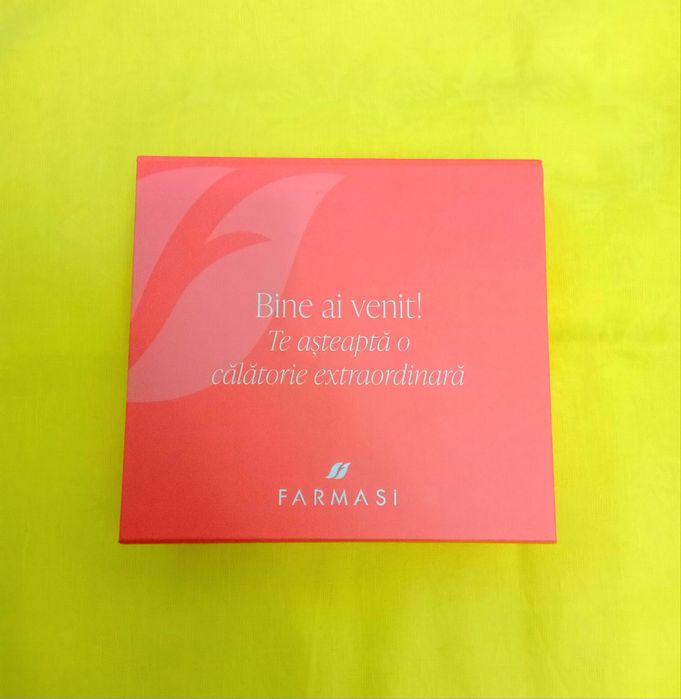 Bine ai venit!
Te așteaptă o
călătorie extraordinară
FARMASi